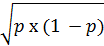 √p x (1 − p)